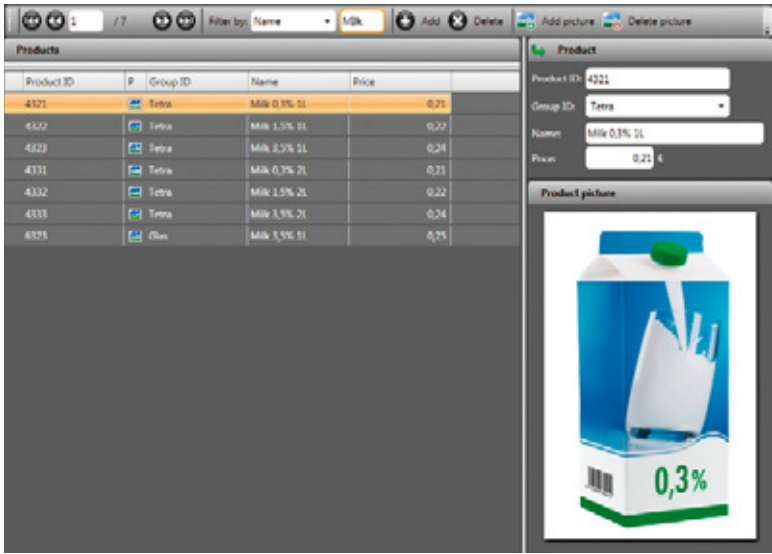 1 / 7 Filter by: Name Milk Add Delete Add picture Delete picture
Products
Product ID P Group ID Name Price
4321 Tetra Milk 0,3% 1L 0,21
4322 Tetra Milk 1,5% 1L 0,22
4323 Tetra Milk 3,5% 1L 0,24
4331 Tetra Milk 0,3% 2L 0,21
4332 Tetra Milk 1,5% 2L 0,22
4333 Tetra Milk 3,5% 2L 0,24
6323 Glas Milk 3,5% 1L 0,25
Product
Product ID: 4321
Group ID: Tetra
Name: Milk 0,3% 1L
Price: 0,21 €
Product picture
0,3%